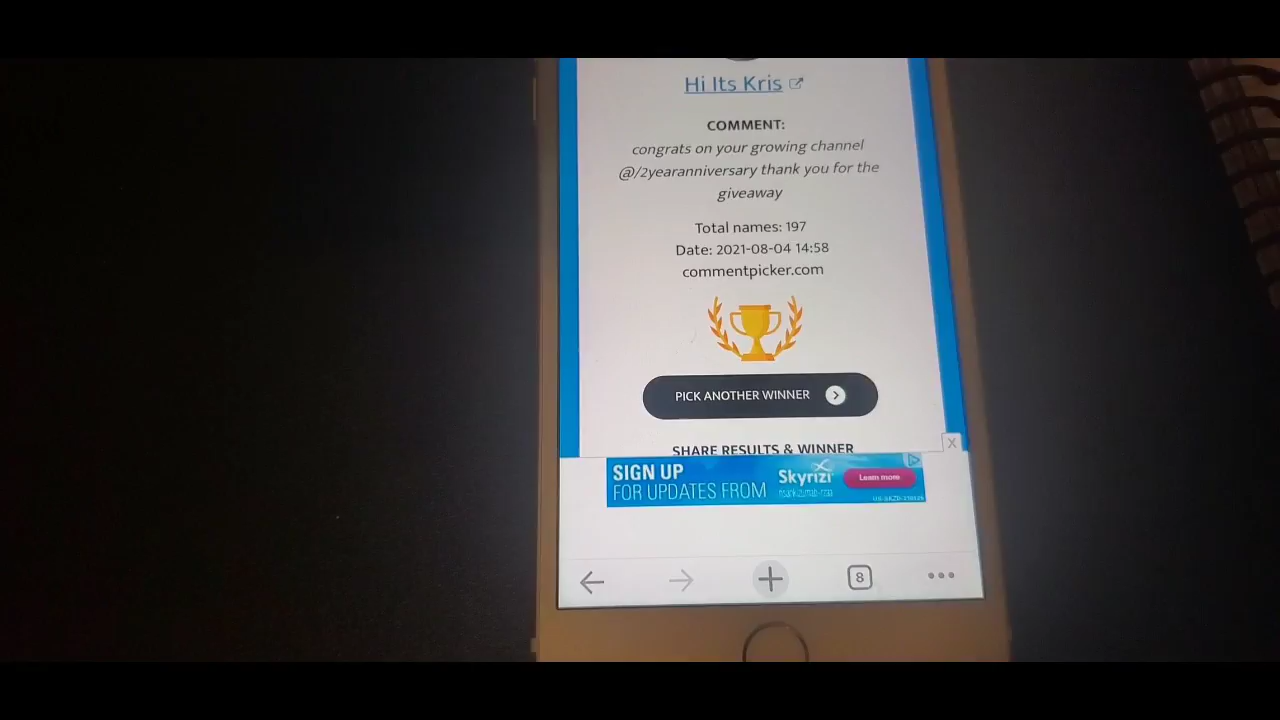 Hi Its Kris
COMMENT:
congrats on your growing channel
@/2yearanniversary thank you for the
giveaway
Total names: 197
Date: 2021-08-04 14:58
commentpicker.com
PICK ANOTHER WINNER
SHARE RESULTS & WINNER
X
SIGN UP
FOR UPDATES FROM
Skyrizi
Learn more
8